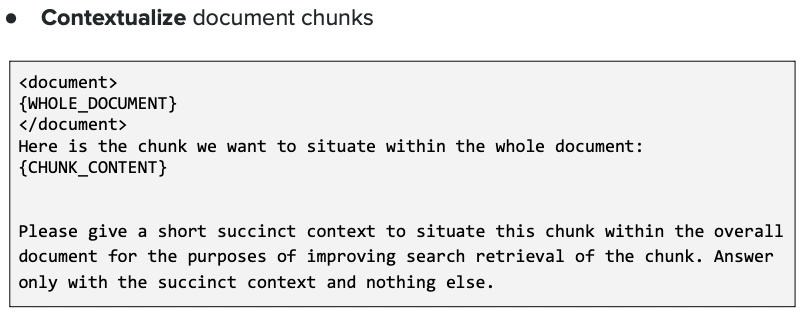 ● Contextualize document chunks
<document>
{WHOLE_DOCUMENT}
</document>
Here is the chunk we want to situate within the whole document:
{CHUNK_CONTENT}
Please give a short succinct context to situate this chunk within the overall
document for the purposes of improving search retrieval of the chunk. Answer
only with the succinct context and nothing else.